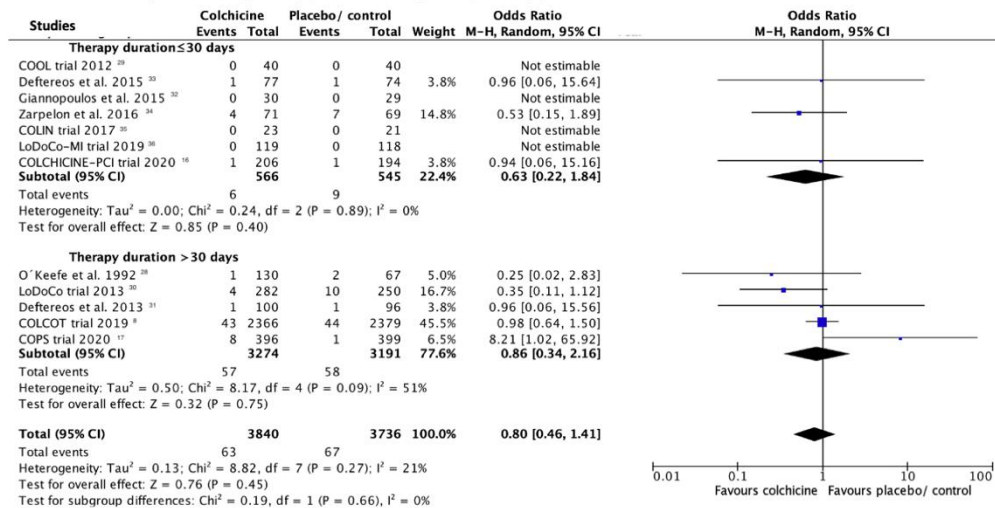 Colchicine Placebo/ control Odds Ratio Odds Ratio
Studies Events Total Events Total Weight M-H, Random, 95% CI M-H, Random, 95% CI
Therapy duration≤30 days
COOL trial 2012 29 0 40 0 40 Not estimable
Deftereos et al. 2015 33 1 77 1 74 3.8% 0.96 [0.06, 15.64]
Giannopoulos et al. 2015 32 0 30 0 29 Not estimable
Zarpelon et al. 2016 34 4 71 7 69 14.8% 0.53 [0.15, 1.89]
COLIN trial 2017 35 0 23 0 21 Not estimable
LoDoCo-MI trial 2019 36 0 119 0 118 Not estimable
COLCHICINE-PCI trial 2020 16 1 206 1 194 3.8% 0.94 [0.06, 15.16]
Subtotal (95% CI) 566 545 22.4% 0.63 [0.22, 1.84]
Total events 6 9
Heterogeneity: Tau² = 0.00; Chi² = 0.24, df = 2 (P = 0.89); I² = 0%
Test for overall effect: Z = 0.85 (P = 0.40)
Therapy duration >30 days
O´Keefe et al. 1992 28 1 130 2 67 5.0% 0.25 [0.02, 2.83]
LoDoCo trial 2013 30 4 282 10 250 16.7% 0.35 [0.11, 1.12]
Deftereos et al. 2013 31 1 100 1 96 3.8% 0.96 [0.06, 15.56]
COLCOT trial 2019 8 43 2366 44 2379 45.5% 0.98 [0.64, 1.50]
COPS trial 2020 17 8 396 1 399 6.5% 8.21 [1.02, 65.92]
Subtotal (95% CI) 3274 3191 77.6% 0.86 [0.34, 2.16]
Total events 57 58
Heterogeneity: Tau² = 0.50; Chi² = 8.17, df = 4 (P = 0.09); I² = 51%
Test for overall effect: Z = 0.32 (P = 0.75)
Total (95% CI) 3840 3736 100.0% 0.80 [0.46, 1.41]
Total events 63 67
Heterogeneity: Tau² = 0.13; Chi² = 8.82, df = 7 (P = 0.27); I² = 21%
Test for overall effect: Z = 0.76 (P = 0.45)
Test for subgroup differences: Chi² = 0.19, df = 1 (P = 0.66), I² = 0%
0.01 0.1 1 10 100
Favours colchicine Favours placebo/ control